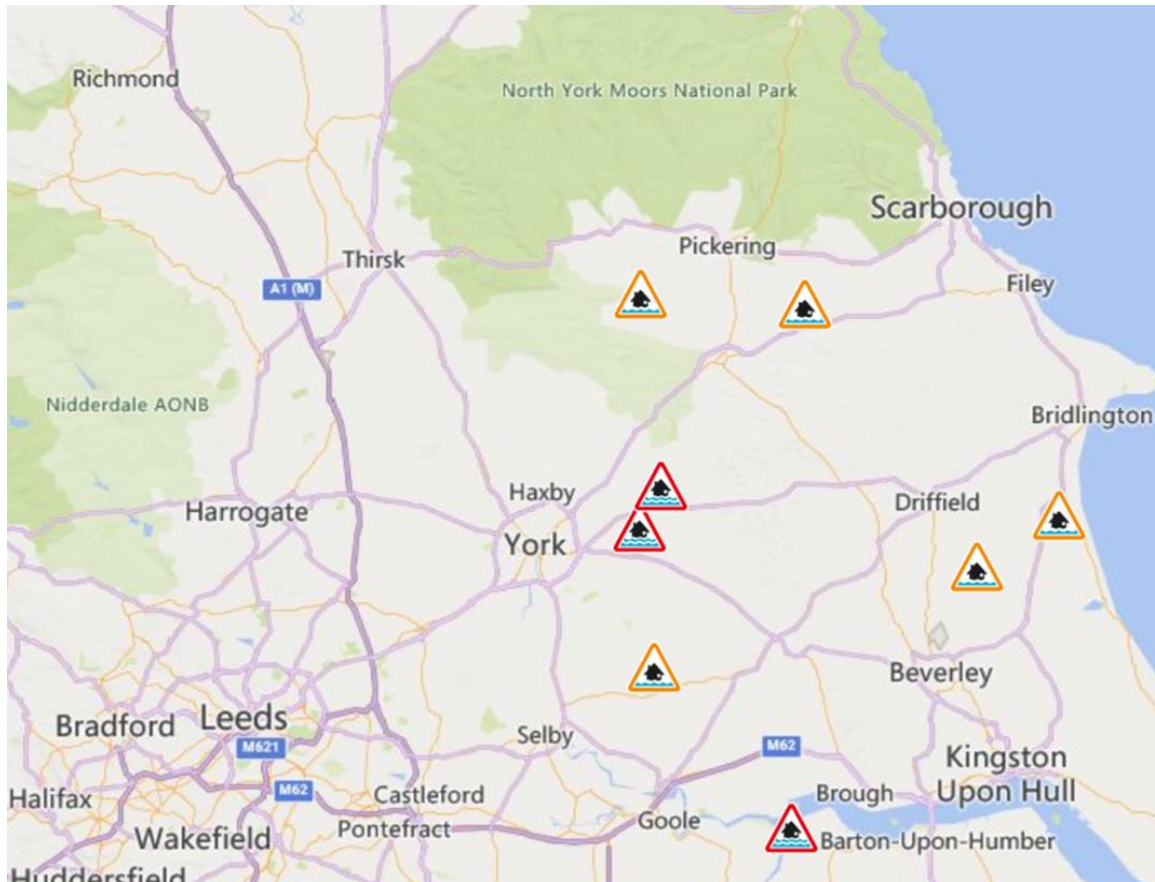 Richmond
North York Moors National Park
Scarborough
Pickering
Thirsk
A1 (M)
Filey
Nidderdale AONB
Bridlington
Haxby
Driffield
Harrogate
York
Beverley
Leeds
Bradford
Selby
M621
M62
Kingston
Upon Hull
M62
Castleford
Brough
Halifax
Goole
Pontefract
Wakefield
Barton-Upon-Humber
Huddersfield